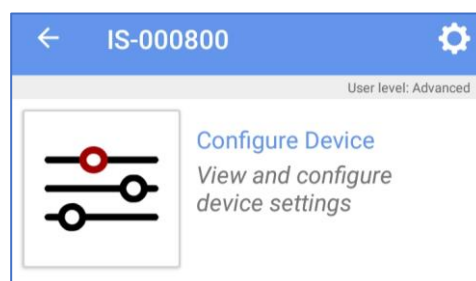 IS-000800
User level: Advanced
Configure Device
View and configure
device settings